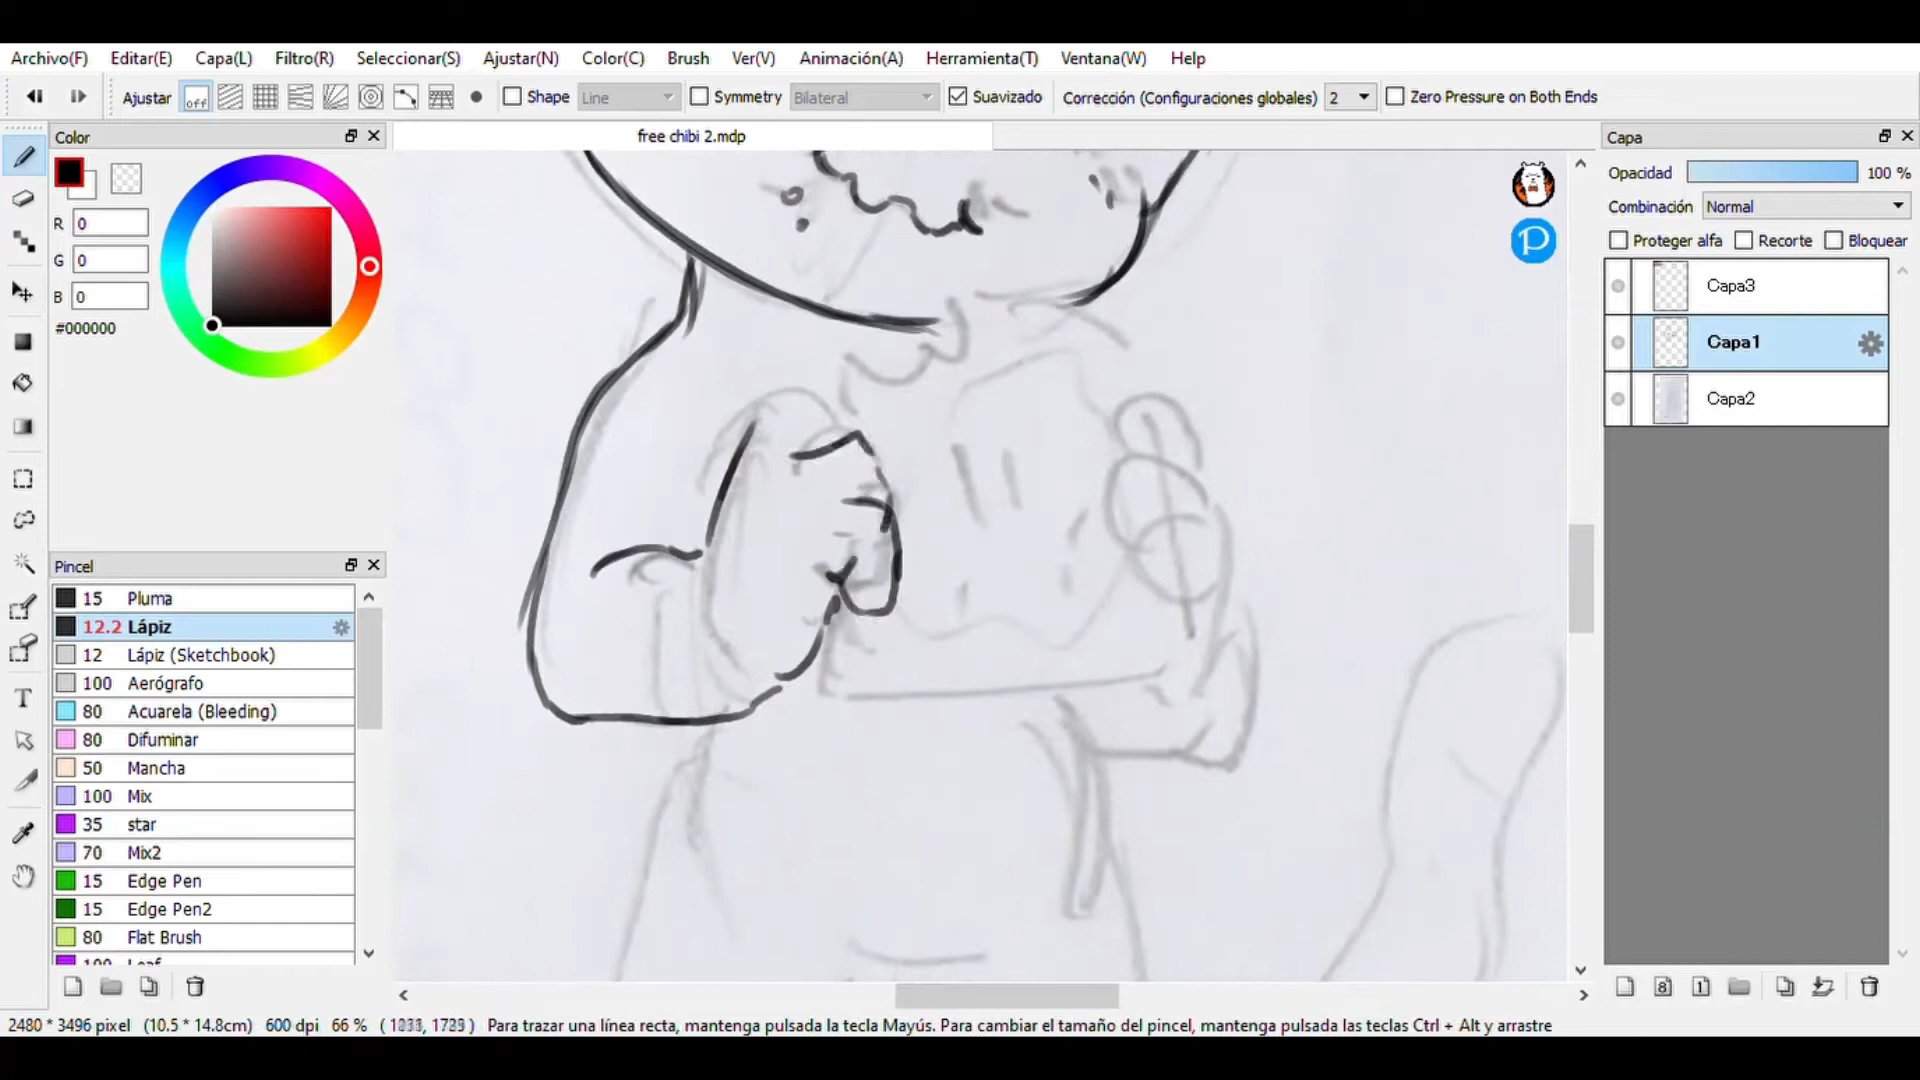 Archivo(F) Editar(E) Capa(L) Filtro(R) Seleccionar(S) Ajustar(N) Color(C) Brush Ver(V) Animación(A) Herramienta(T) Ventana(W) Help
Ajustar off Shape Line Symmetry Bilateral Suavizado Corrección (Configuraciones globales) 2 Zero Pressure on Both Ends
Color
free chibi 2.mdp
Capa
R 0
G 0
B 0
#000000
Opacidad 100 %
Combinación Normal
Proteger alfa Recorte Bloquear
Capa3
Capa1
Capa2
P
Pincel
15 Pluma
12.2 Lápiz
12 Lápiz (Sketchbook)
100 Aerógrafo
80 Acuarela (Bleeding)
80 Difuminar
50 Mancha
100 Mix
35 star
70 Mix2
15 Edge Pen
15 Edge Pen2
80 Flat Brush
T
8
1
2480 * 3496 pixel (10.5 * 14.8cm) 600 dpi 66 % Para trazar una línea recta, mantenga pulsada la tecla Mayús. Para cambiar el tamaño del pincel, mantenga pulsada las teclas Ctrl + Alt y arrastre